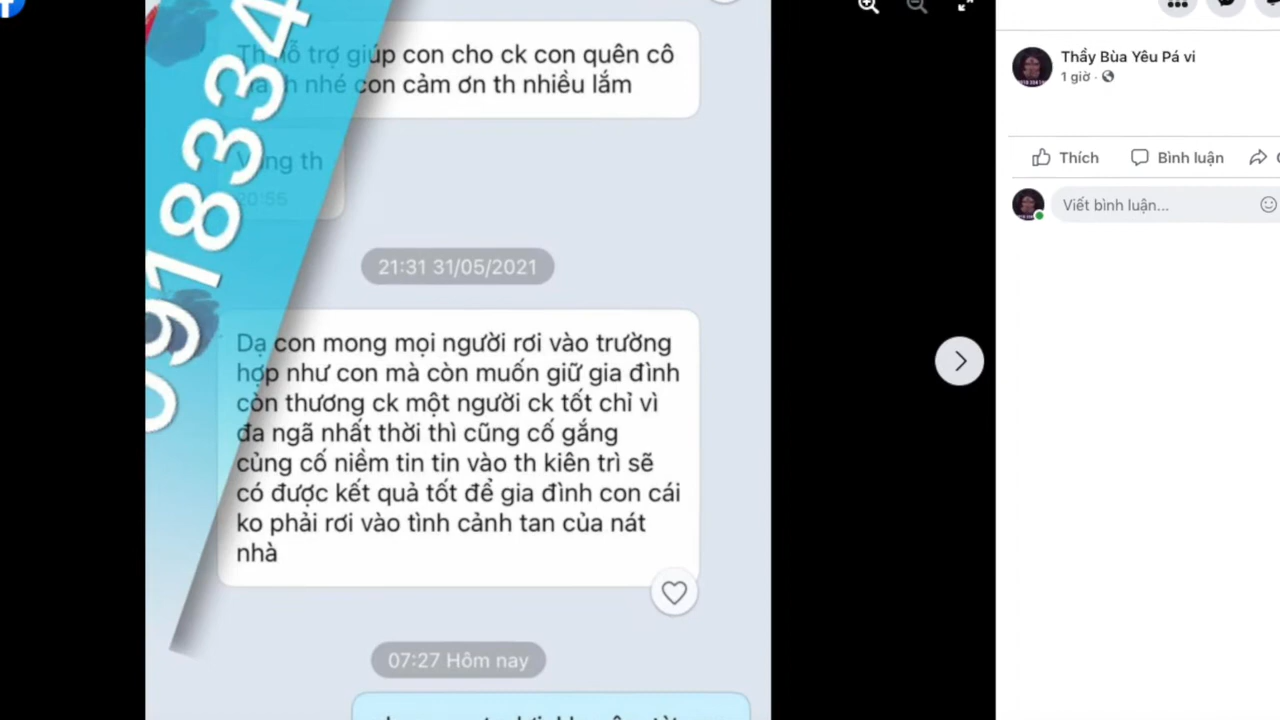 Th hỗ trợ giúp con cho ck con quên cô
nhé con cảm ơn th nhiều lắm
Vâng th
20:55
21:31 31/05/2021
Dạ con mong mọi người rơi vào trường
hợp như con mà còn muốn giữ gia đình
còn thương ck một người ck tốt chỉ vì
đa ngã nhất thời thì cũng cố gắng
củng cố niềm tin tin vào th kiên trì sẽ
có được kết quả tốt để gia đình con cái
ko phải rơi vào tình cảnh tan của nát
nhà
07:27 Hôm nay
0918334
Thầy Bùa Yêu Pá vi
1 giờ
Thích
Bình luận
Viết bình luận...